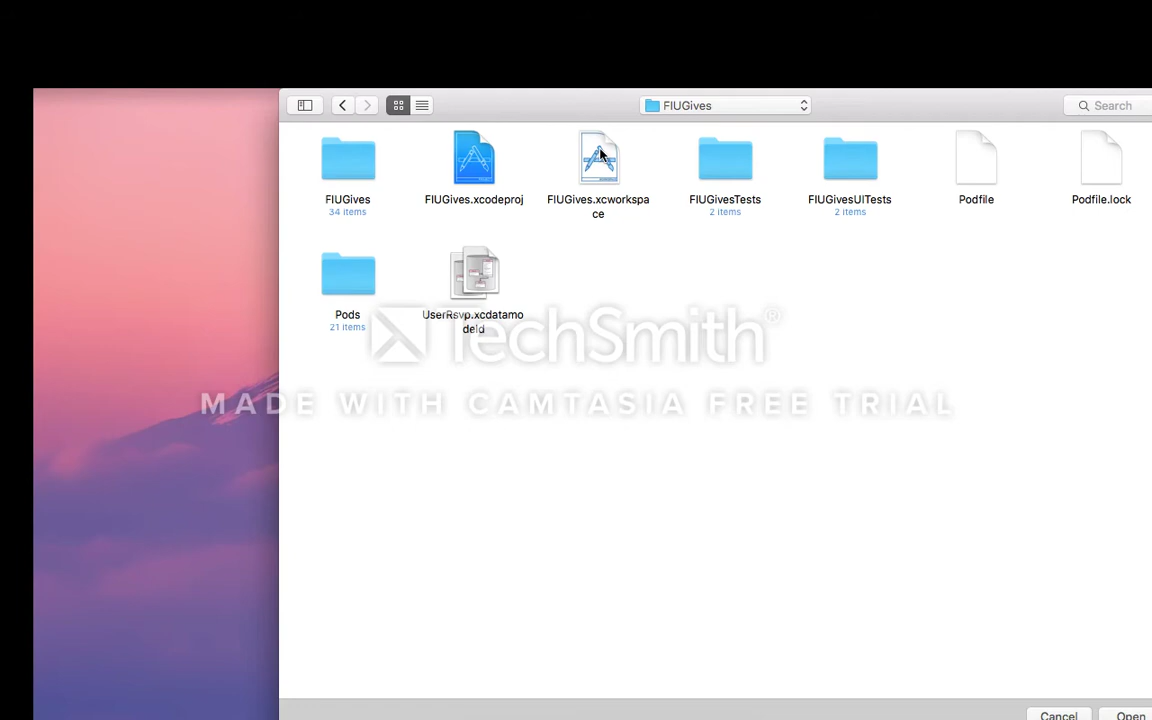 FIUGives
Search
FIUGives
34 items
FIUGives.xcodeproj
FIUGives.xcworkspa
ce
FIUGivesTests
2 items
FIUGivesUITests
2 items
Podfile
Podfile.lock
Pods
21 items
UserRsvp.xcdatamo
deld
TechSmith®
MADE WITH CAMTASIA FREE TRIAL
Cancel
Open